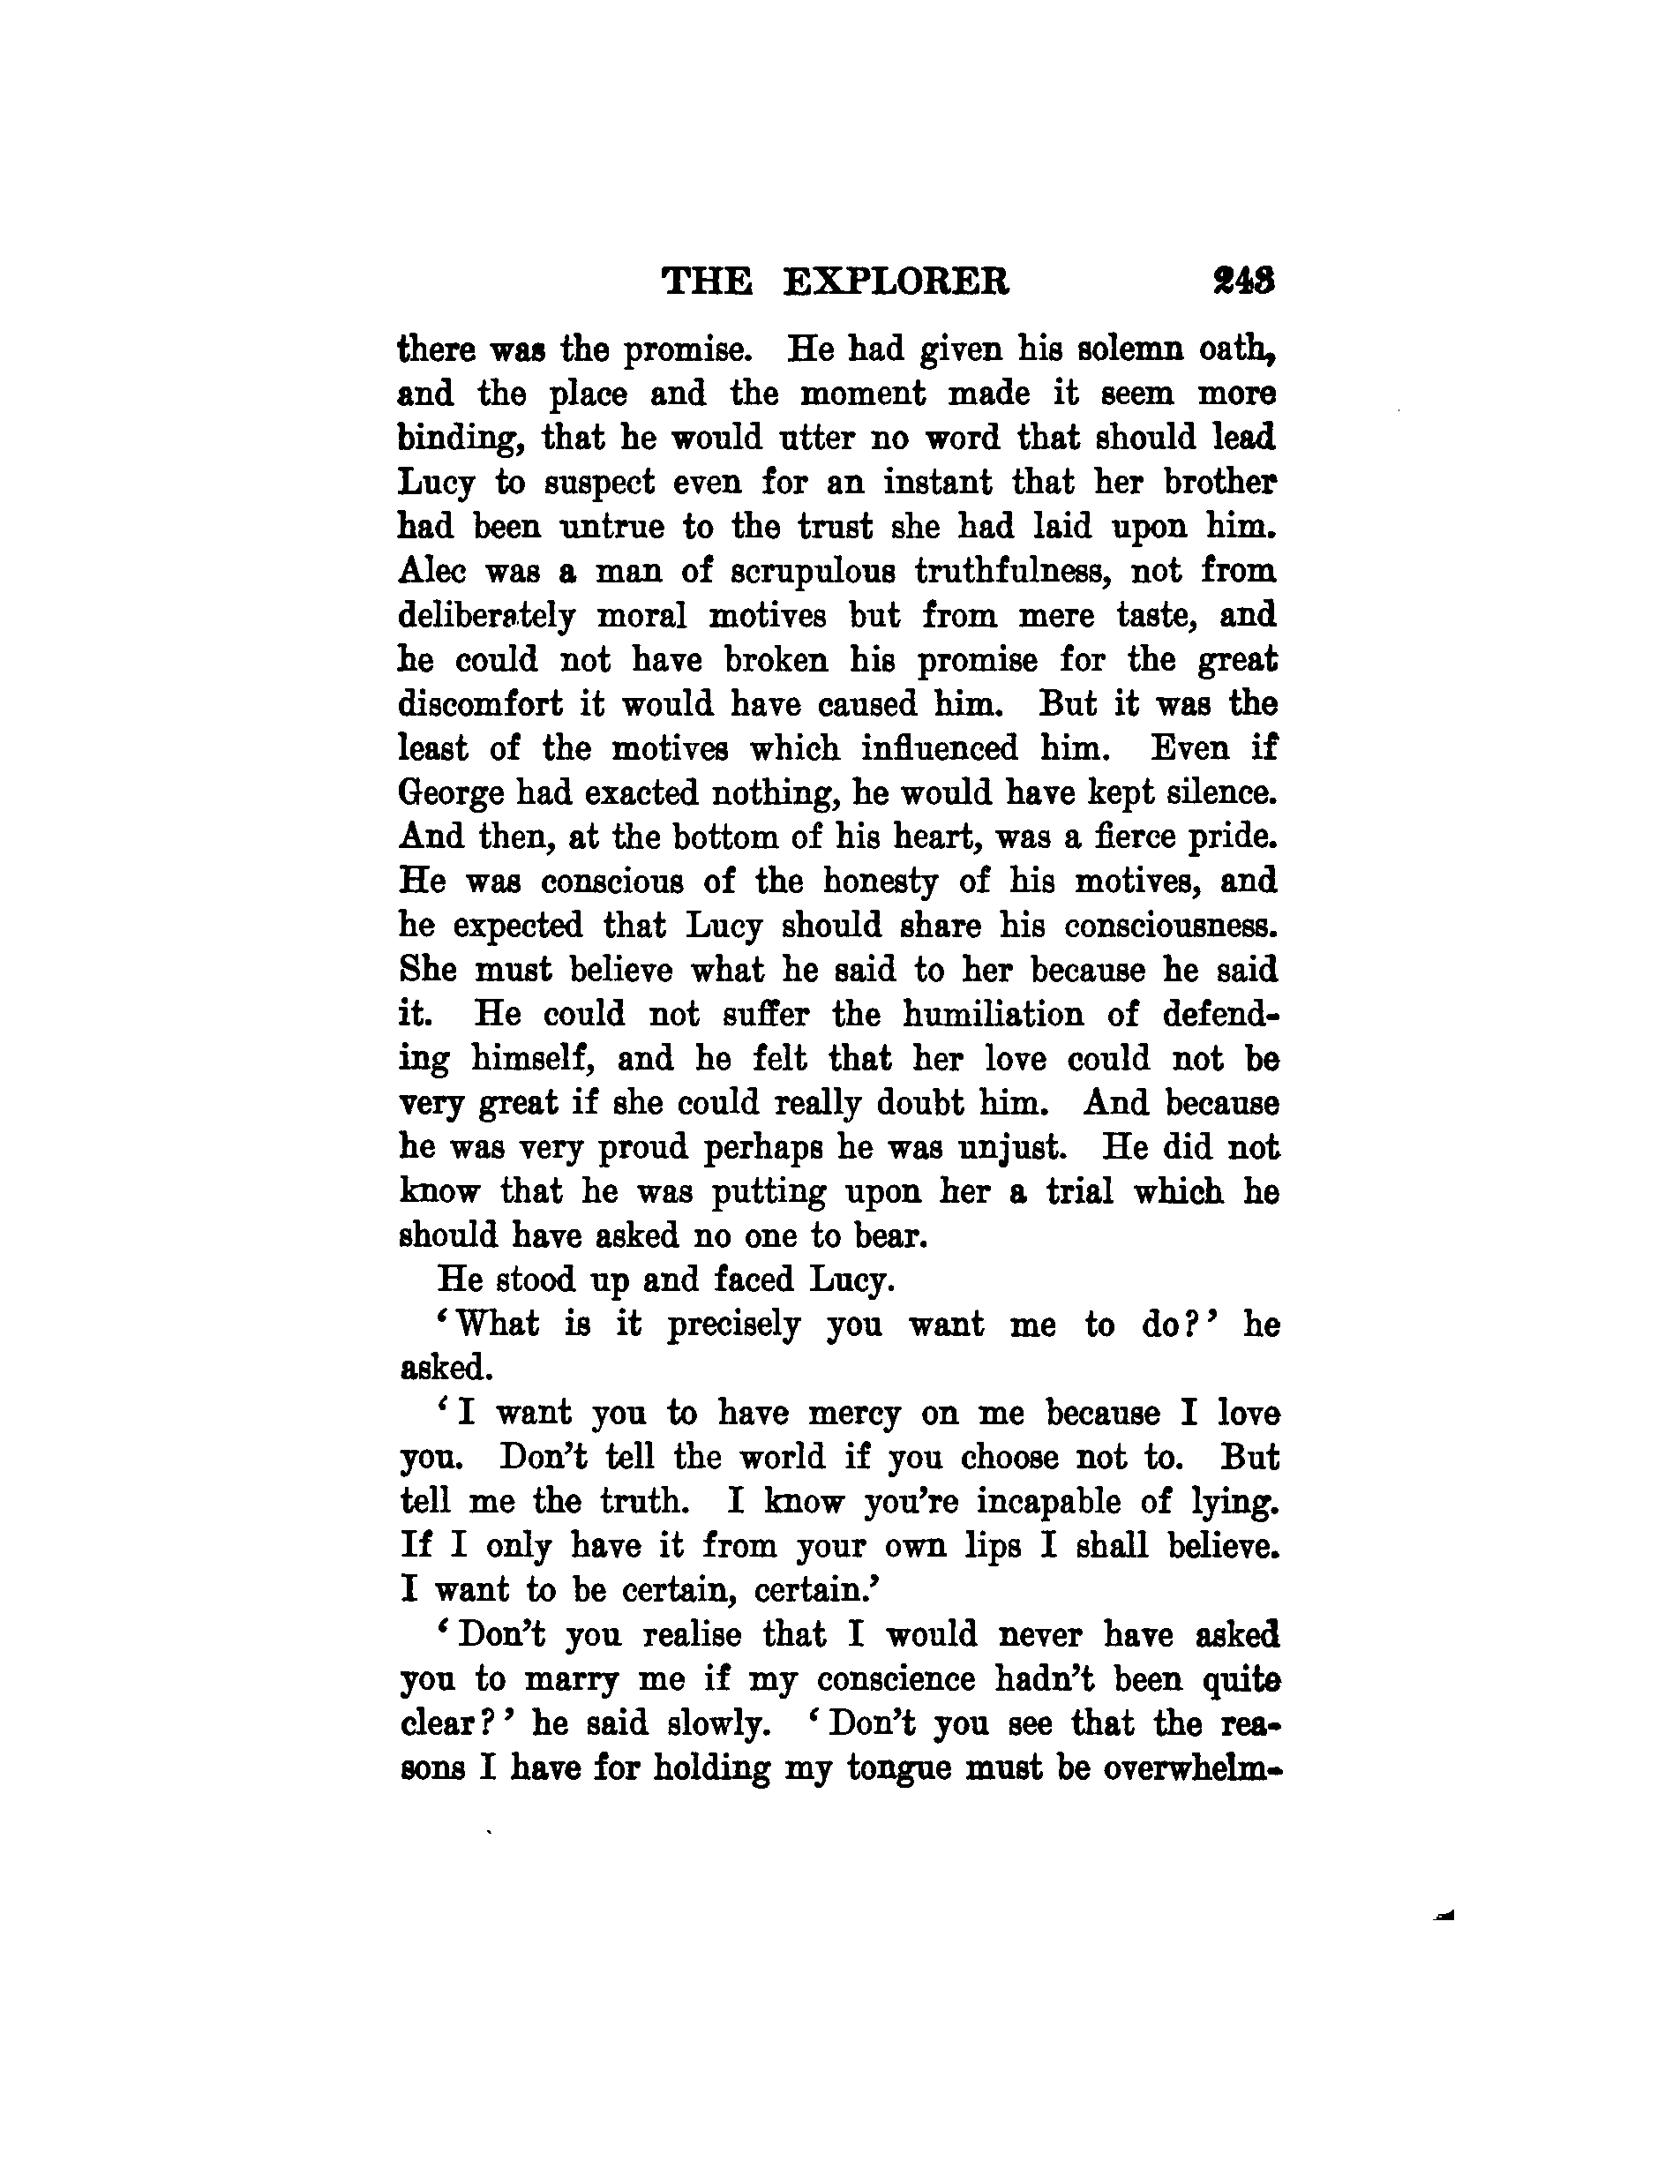 THE EXPLORER 243
there was the promise. He had given his solemn oath,
and the place and the moment made it seem more
binding, that he would utter no word that should lead
Lucy to suspect even for an instant that her brother
had been untrue to the trust she had laid upon him.
Alec was a man of scrupulous truthfulness, not from
deliberately moral motives but from mere taste, and
he could not have broken his promise for the great
discomfort it would have caused him. But it was the
least of the motives which influenced him. Even if
George had exacted nothing, he would have kept silence.
And then, at the bottom of his heart, was a fierce pride.
He was conscious of the honesty of his motives, and
he expected that Lucy should share his consciousness.
She must believe what he said to her because he said
it. He could not suffer the humiliation of defend-
ing himself, and he felt that her love could not be
very great if she could really doubt him. And because
he was very proud perhaps he was unjust. He did not
know that he was putting upon her a trial which he
should have asked no one to bear.
He stood up and faced Lucy.
‘What is it precisely you want me to do?’ he
asked.
‘I want you to have mercy on me because I love
you. Don’t tell the world if you choose not to. But
tell me the truth. I know you’re incapable of lying.
If I only have it from your own lips I shall believe.
I want to be certain, certain.’
‘Don’t you realise that I would never have asked
you to marry me if my conscience hadn’t been quite
clear?’ he said slowly. ‘Don’t you see that the rea-
sons I have for holding my tongue must be overwhelm-